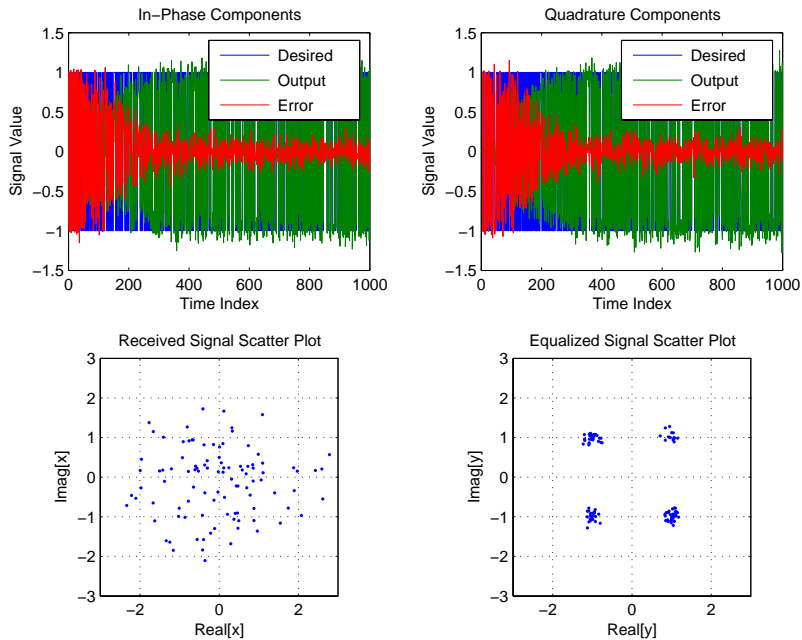 In-Phase Components
1.5
1
0.5
0
-0.5
-1
-1.5
Signal Value
Desired
Output
Error
0 200 400 600 800 1000
Time Index
Quadrature Components
1.5
1
0.5
0
-0.5
-1
-1.5
Signal Value
Desired
Output
Error
0 200 400 600 800 1000
Time Index
Received Signal Scatter Plot
3
2
1
0
-1
-2
-3
Imag[x]
-2 0 2
Real[x]
Equalized Signal Scatter Plot
3
2
1
0
-1
-2
-3
Imag[y]
-2 0 2
Real[y]